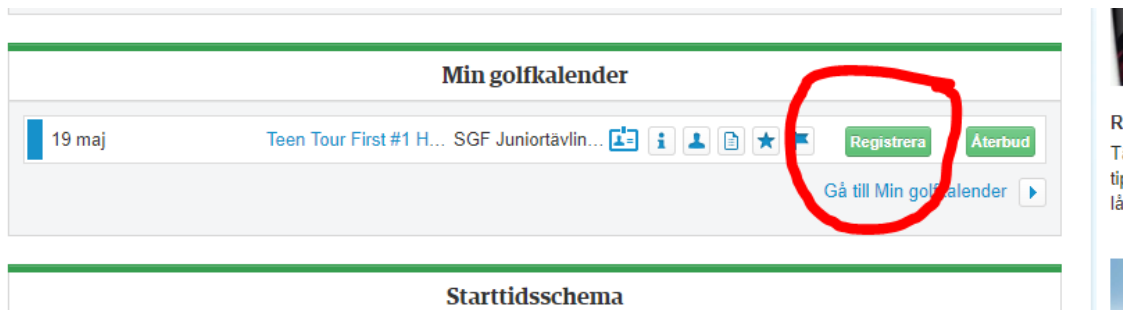 Min golfkalender
19 maj Teen Tour First #1 H... SGF Juniortävlin... Registrera Återbud
Gå till Min golfkalender
Starttidsschema